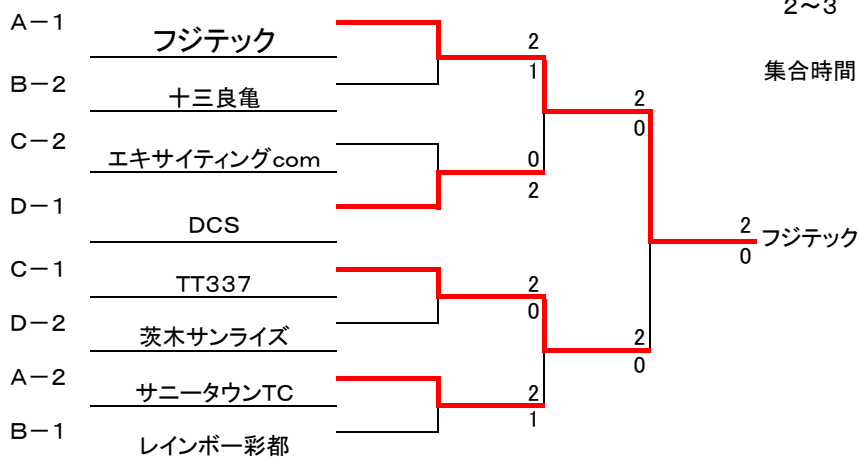 2～3
集合時間
A－1
フジテック
B－2
十三良亀
C－2
エキサイティングcom
D－1
DCS
C－1
TT337
D－2
茨木サンライズ
A－2
サニータウンTC
B－1
レインボー彩都
2
1
0
2
2
0
2
1
2
0
2
0
2
0
フジテック